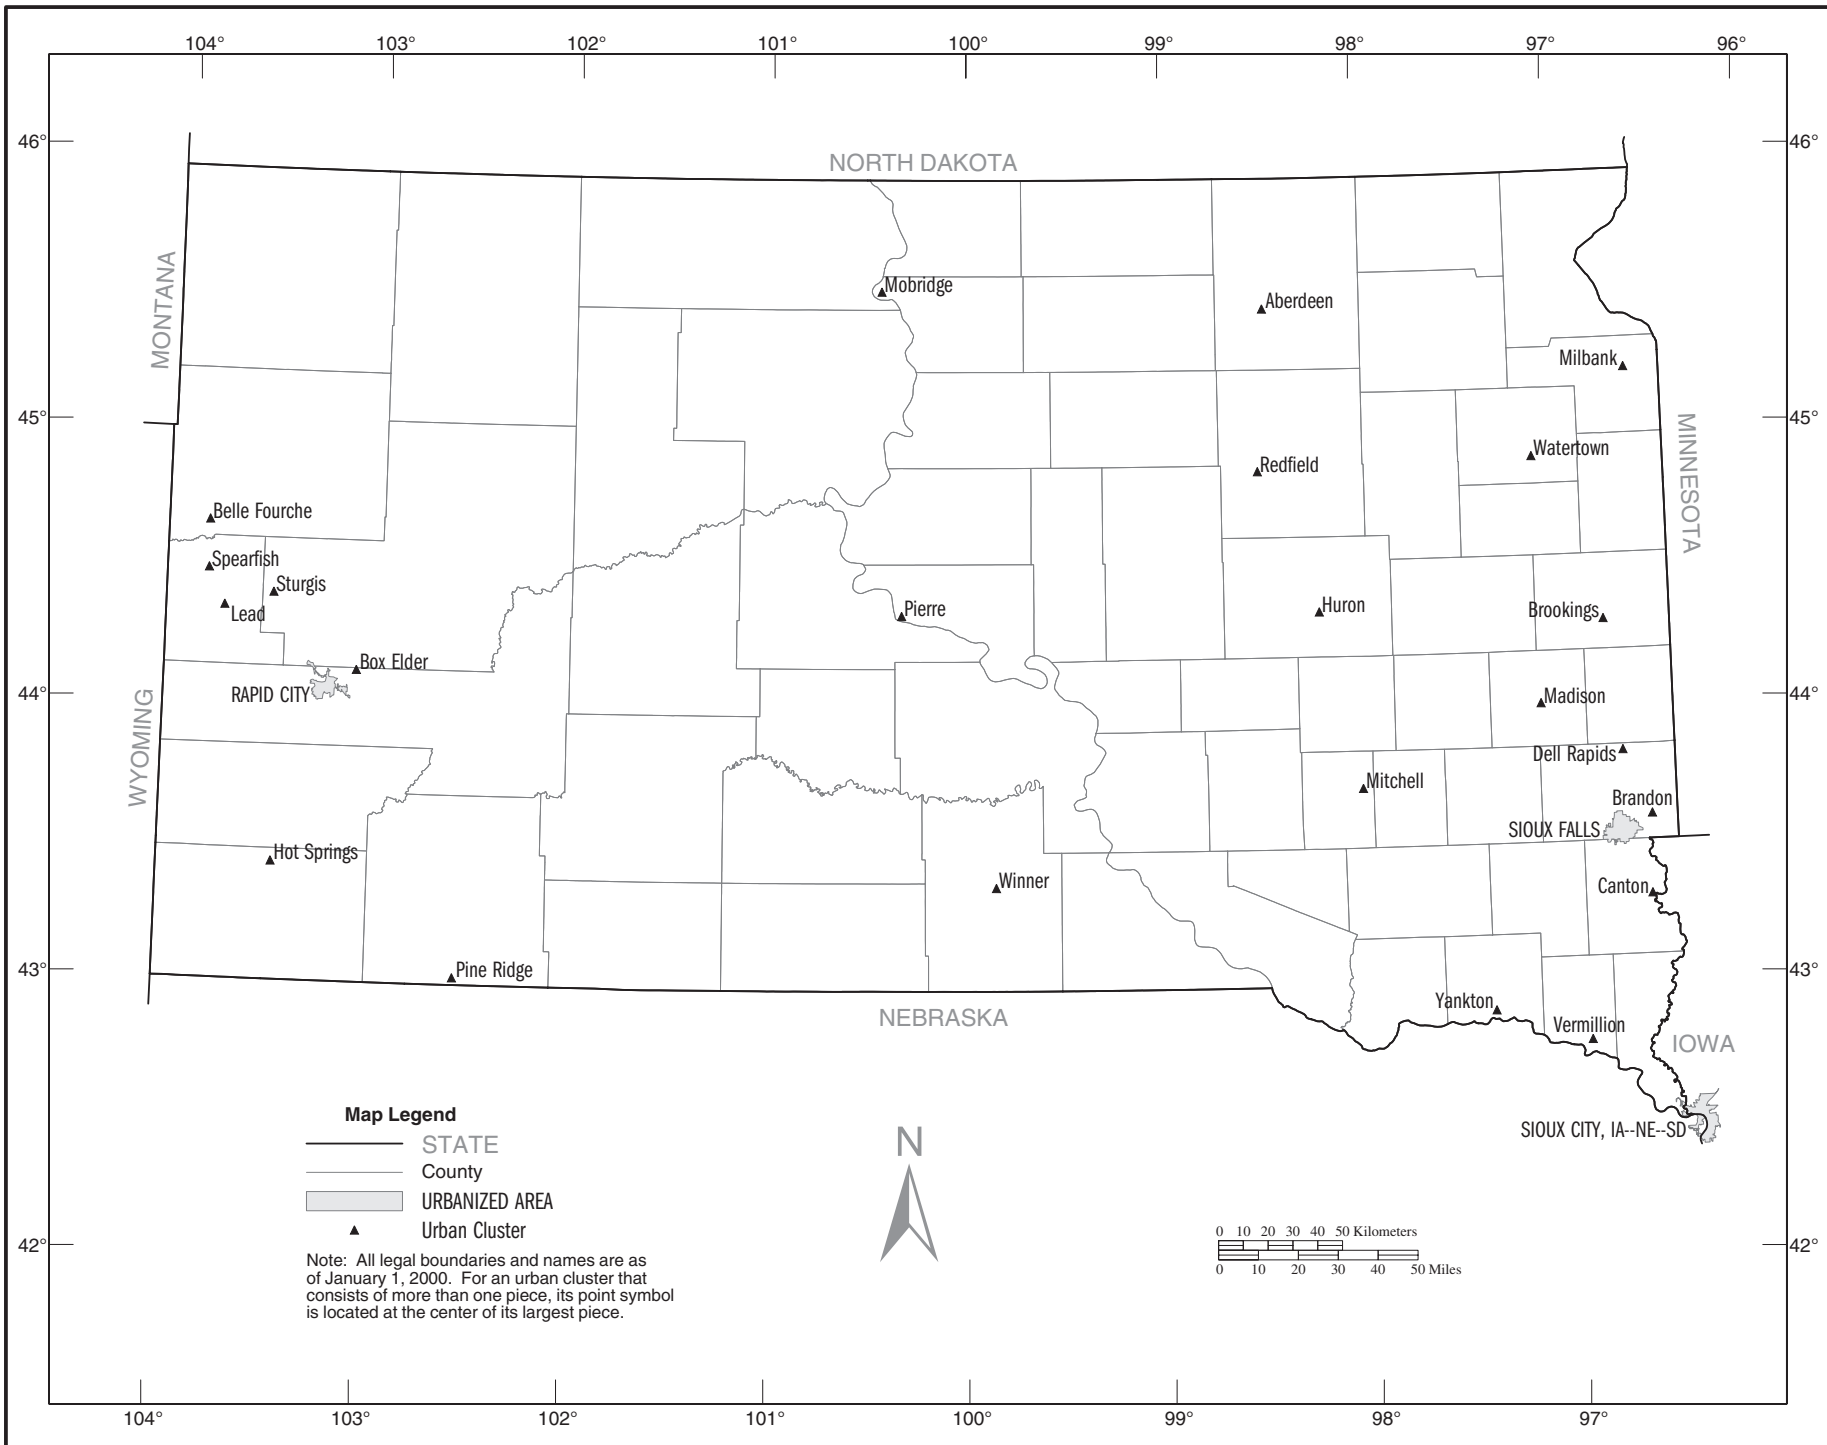 104° 103° 102° 101° 100° 99° 98° 97° 96°
46° 46°
NORTH DAKOTA
MONTANA
Mobridge
Aberdeen
Milbank
45° 45°
MINNESOTA
Watertown
Redfield
Belle Fourche
Spearfish
Sturgis
Lead
Pierre
Huron
Brookings
Box Elder
RAPID CITY
44° 44°
Madison
WYOMING
Dell Rapids
Mitchell
Brandon
SIOUX FALLS
Hot Springs
Winner
Canton
43° 43°
Pine Ridge
Yankton
NEBRASKA
Vermillion
IOWA
SIOUX CITY, IA--NE--SD
Map Legend
STATE
County
URBANIZED AREA
Urban Cluster
Note: All legal boundaries and names are as
of January 1, 2000. For an urban cluster that
consists of more than one piece, its point symbol
is located at the center of its largest piece.
N
0 10 20 30 40 50 Kilometers
0 10 20 30 40 50 Miles
42° 42°
104° 103° 102° 101° 100° 99° 98° 97°